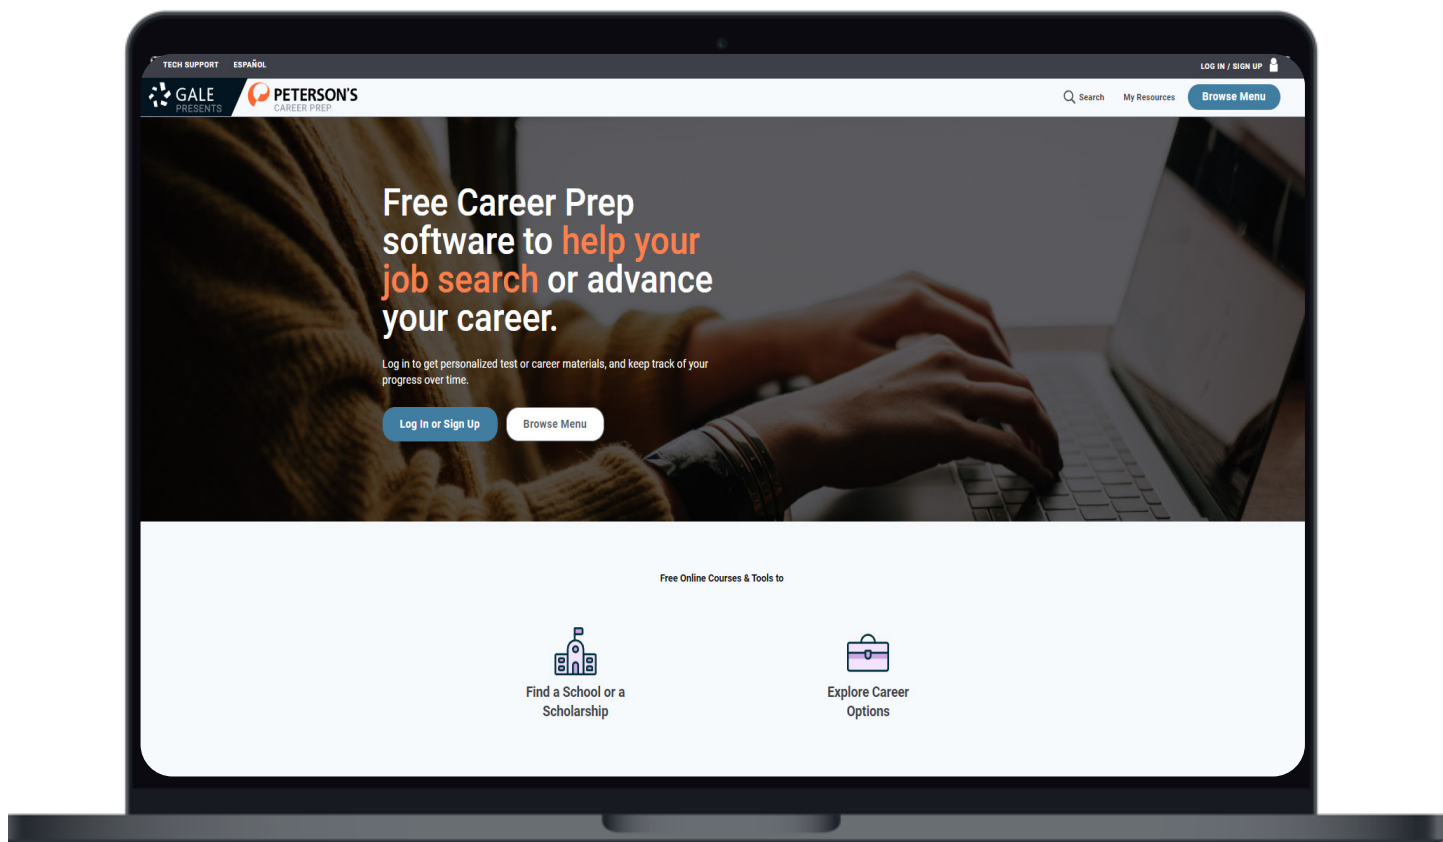 TECH SUPPORT ESPAÑOL
LOG IN / SIGN UP
GALE
PRESENTS
PETERSON'S
CAREER PREP
Search My Resources Browse Menu
Free Career Prep
software to help your
job search or advance
your career.
Log in to get personalized test or career materials, and keep track of your
progress over time.
Log In or Sign Up Browse Menu
Free Online Courses & Tools to
Find a School or a
Scholarship
Explore Career
Options